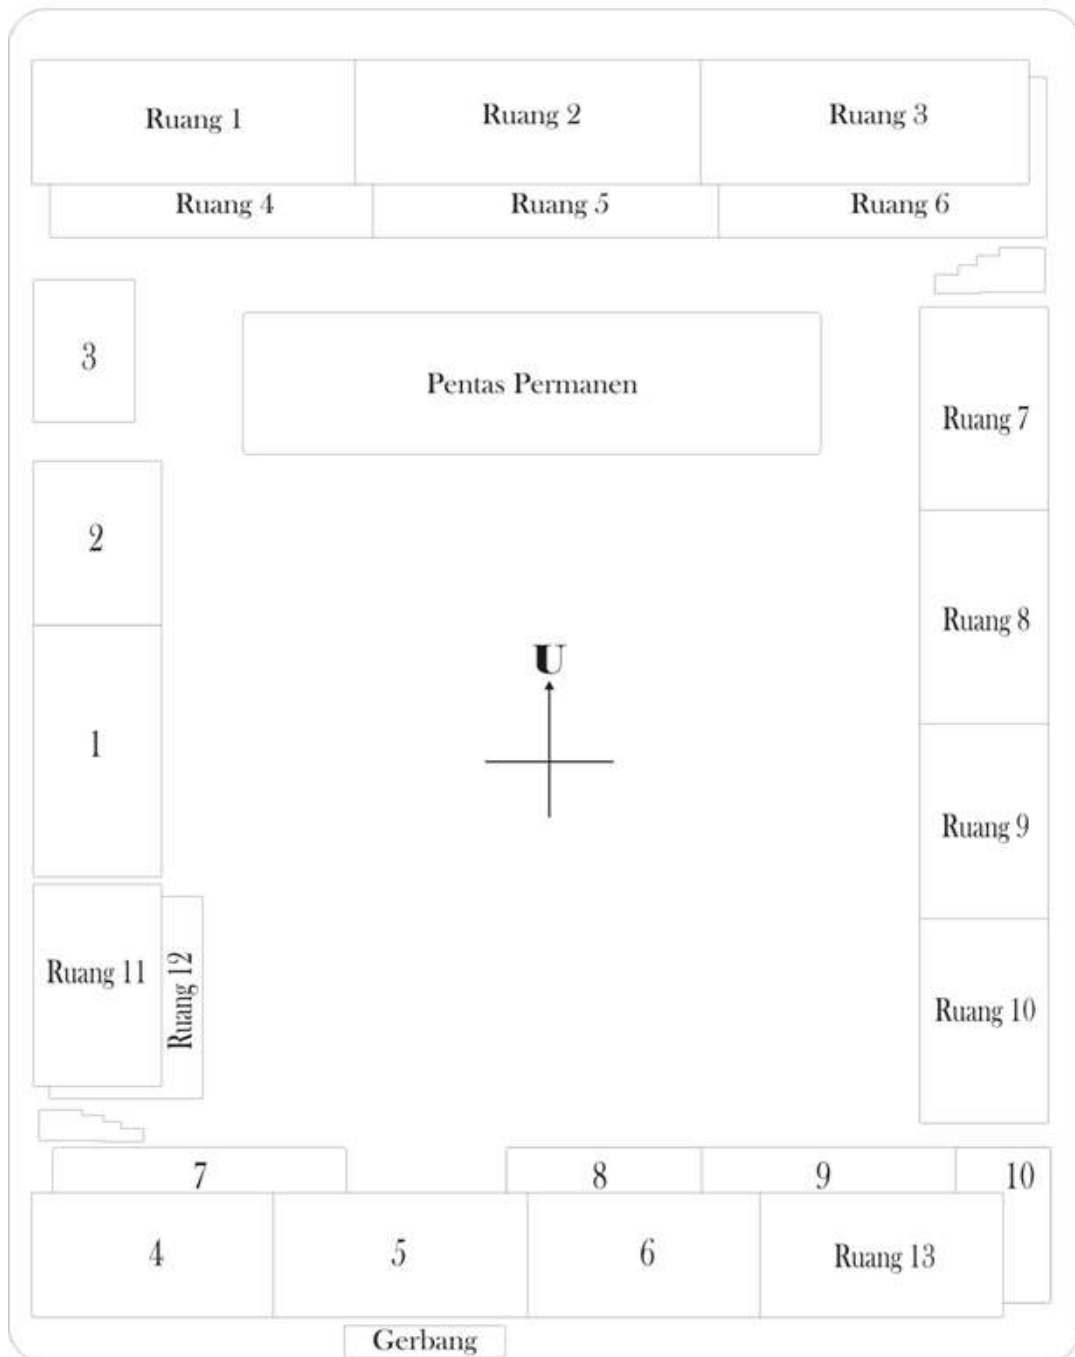 Ruang 1
Ruang 2
Ruang 3
Ruang 4
Ruang 5
Ruang 6
3
Pentas Permanen
Ruang 7
2
Ruang 8
U
1
Ruang 9
Ruang 11
Ruang 12
Ruang 10
7
8
9
10
4
5
6
Ruang 13
Gerbang